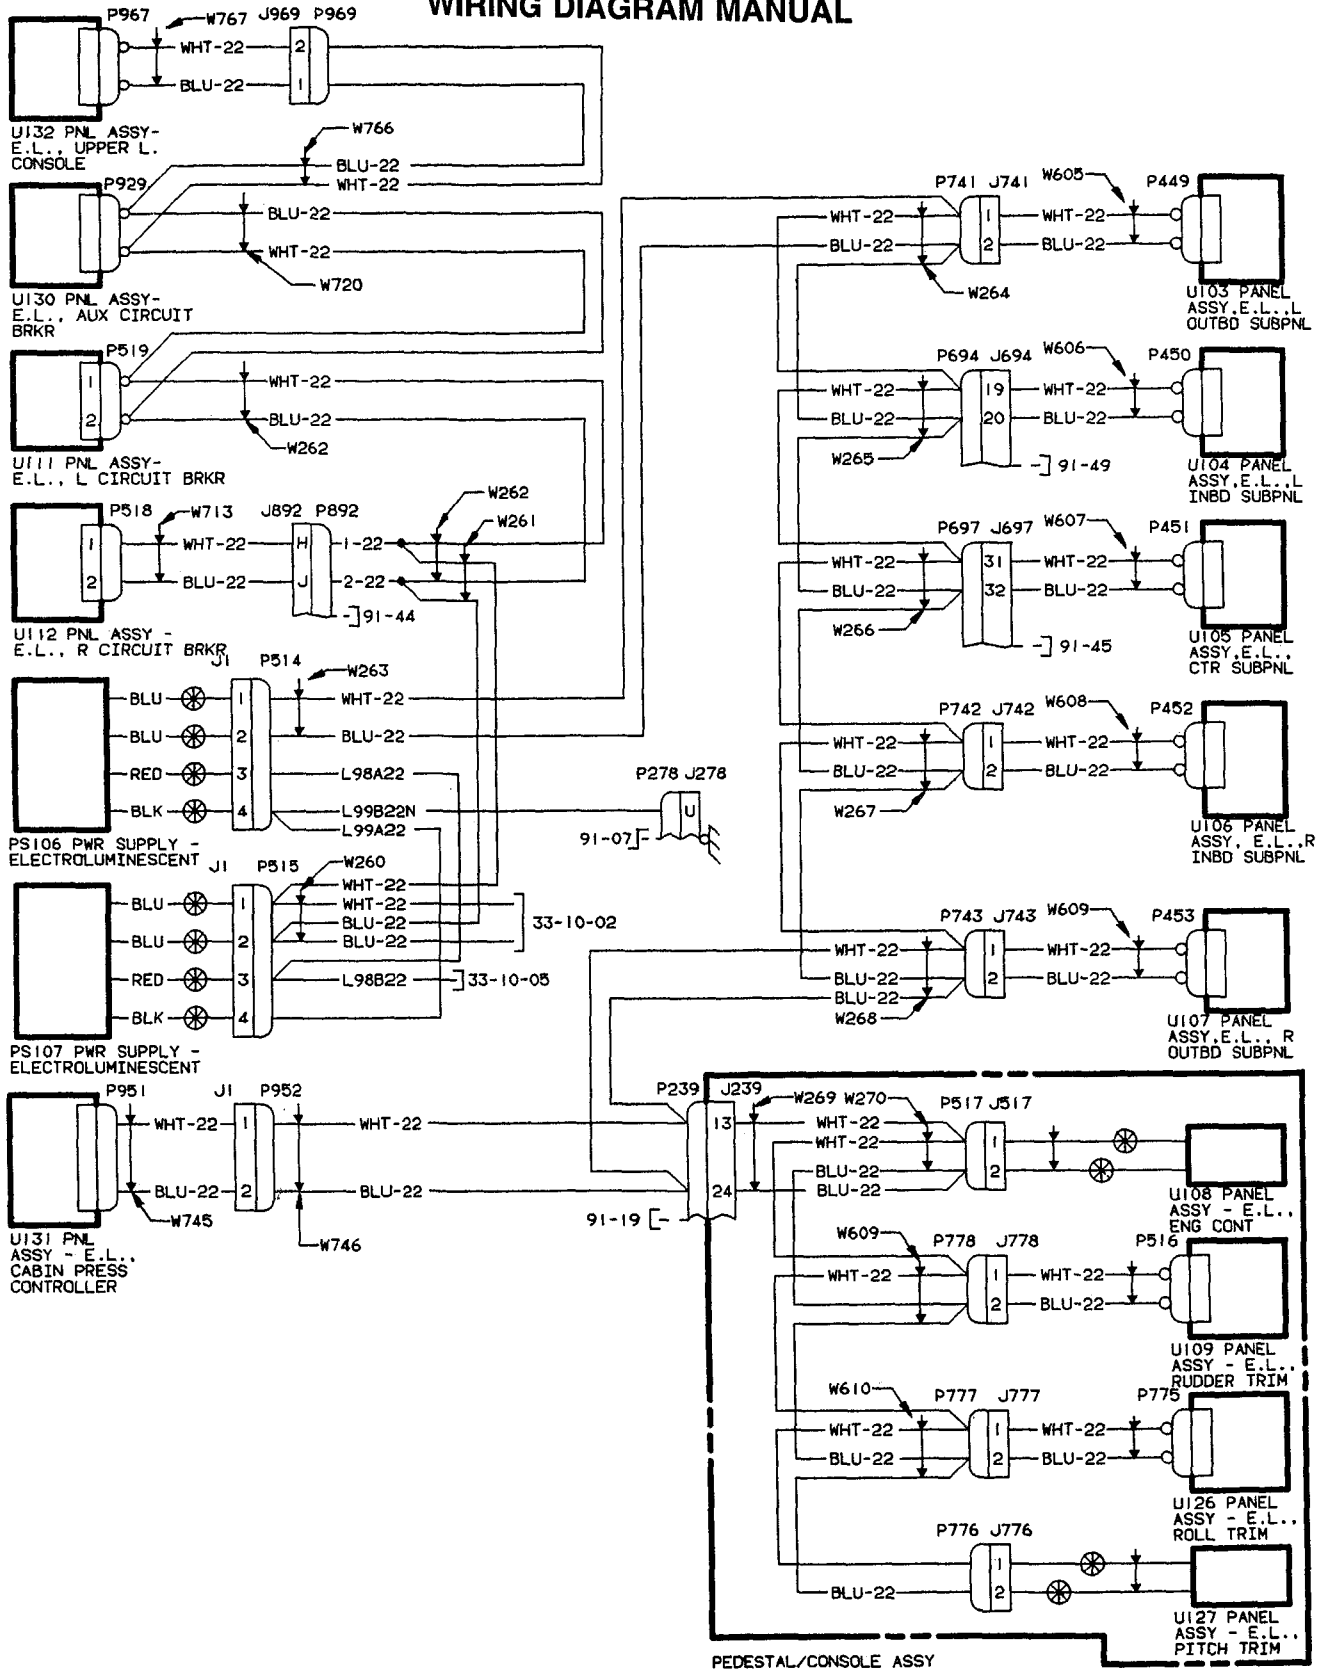 WIRING DIAGRAM MANUAL
P967 W767 J969 P969
WHT-22 2
BLU-22 1
U132 PNL ASSY-
E.L., UPPER L.
CONSOLE
W766
BLU-22
WHT-22
P929
BLU-22
WHT-22
W720
U130 PNL ASSY-
E.L., AUX CIRCUIT
BRKR
P519
1 WHT-22
2 BLU-22
W262
U111 PNL ASSY-
E.L., L CIRCUIT BRKR
W262
W261
P518 W713 J892 P892
1 WHT-22 H 1-22
2 BLU-22 J 2-22
91-44
U112 PNL ASSY -
E.L., R CIRCUIT BRKR
J1 P514 W263
BLU 1 WHT-22
BLU 2 BLU-22
RED 3 L98A22
BLK 4 L99B22N
L99A22
PS106 PWR SUPPLY -
ELECTROLUMINESCENT
P278 J278
U
91-07
J1 P515 W260
WHT-22
BLU 1 WHT-22
BLU-22
BLU 2 BLU-22
33-10-02
RED 3 L98B22 33-10-05
BLK 4
PS107 PWR SUPPLY -
ELECTROLUMINESCENT
P951 J1 P952
WHT-22 1 WHT-22
BLU-22 2 BLU-22
W745
W746
U131 PNL
ASSY - E.L.,
CABIN PRESS
CONTROLLER
P741 J741 W605 P449
WHT-22 1 WHT-22
BLU-22 2 BLU-22
W264
U103 PANEL
ASSY,E.L.,L
OUTBD SUBPNL
P694 J694 W606 P450
WHT-22 19 WHT-22
BLU-22 20 BLU-22
W265
91-49
U104 PANEL
ASSY,E.L.,L
INBD SUBPNL
P697 J697 W607 P451
WHT-22 31 WHT-22
BLU-22 32 BLU-22
W266
91-45
U105 PANEL
ASSY,E.L.,
CTR SUBPNL
P742 J742 W608 P452
WHT-22 1 WHT-22
BLU-22 2 BLU-22
W267
U106 PANEL
ASSY, E.L.,R
INBD SUBPNL
P743 J743 W609 P453
WHT-22 1 WHT-22
BLU-22 2 BLU-22
BLU-22
W268
U107 PANEL
ASSY,E.L., R
OUTBD SUBPNL
P239 J239 W269 W270 P517 J517
13 WHT-22
WHT-22 1
BLU-22 2
24 BLU-22
91-19
U108 PANEL
ASSY - E.L.,
ENG CONT
W609 P778 J778 P516
WHT-22 1 WHT-22
2 BLU-22
U109 PANEL
ASSY - E.L.,
RUDDER TRIM
W610 P777 J777 P775
WHT-22 1 WHT-22
BLU-22 2 BLU-22
U126 PANEL
ASSY - E.L.,
ROLL TRIM
P776 J776
1
BLU-22 2
U127 PANEL
ASSY - E.L.,
PITCH TRIM
PEDESTAL/CONSOLE ASSY